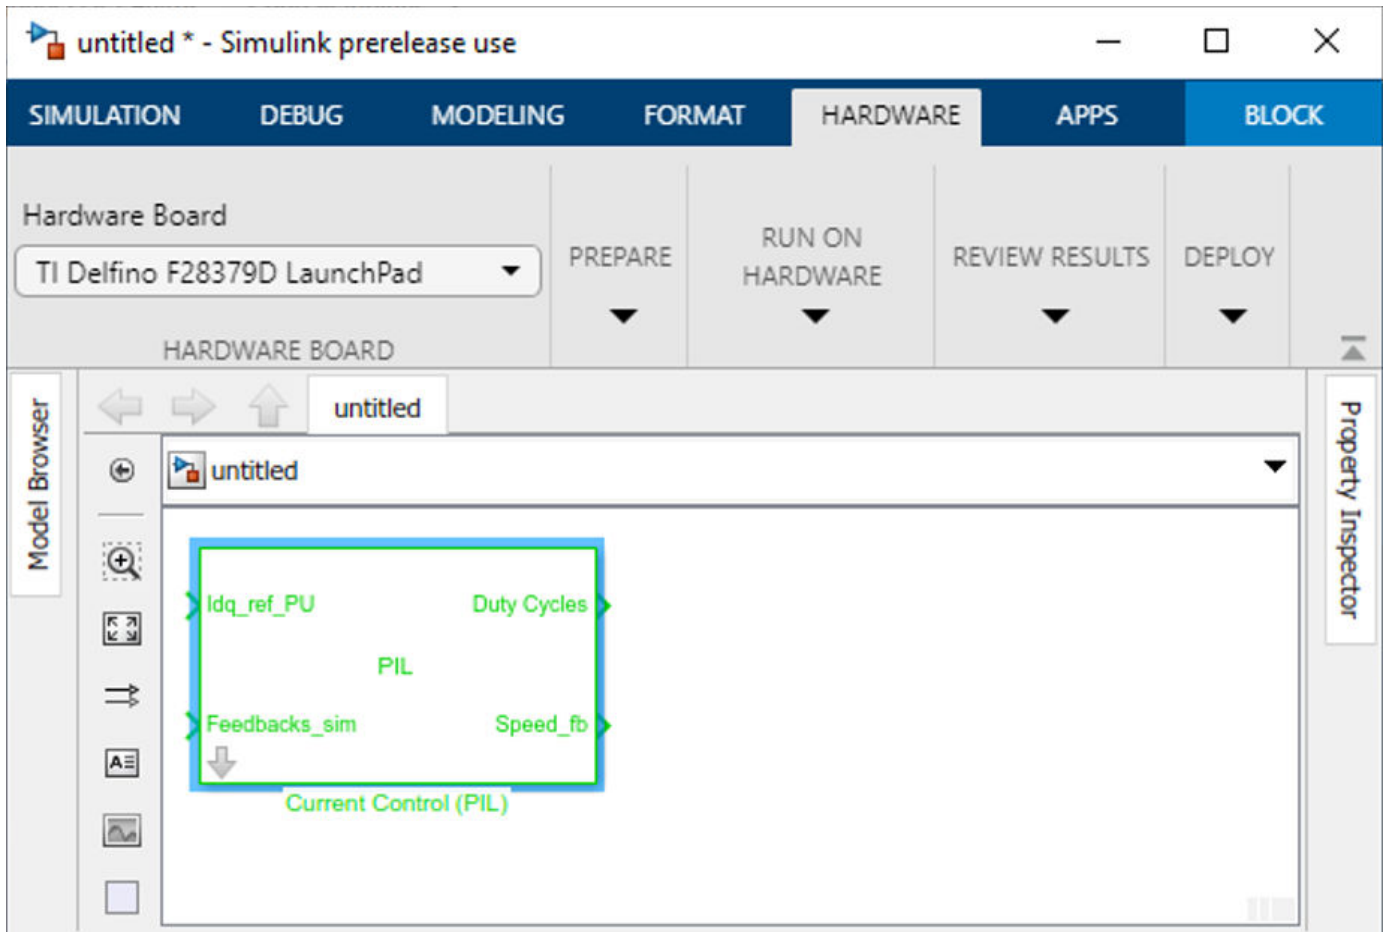 untitled * - Simulink prerelease use
SIMULATION DEBUG MODELING FORMAT HARDWARE APPS BLOCK
Hardware Board
TI Delfino F28379D LaunchPad
HARDWARE BOARD
PREPARE
RUN ON
HARDWARE
REVIEW RESULTS
DEPLOY
Model Browser
untitled
untitled
Property Inspector
Idq_ref_PU Duty Cycles
PIL
Feedbacks_sim Speed_fb
Current Control (PIL)
A